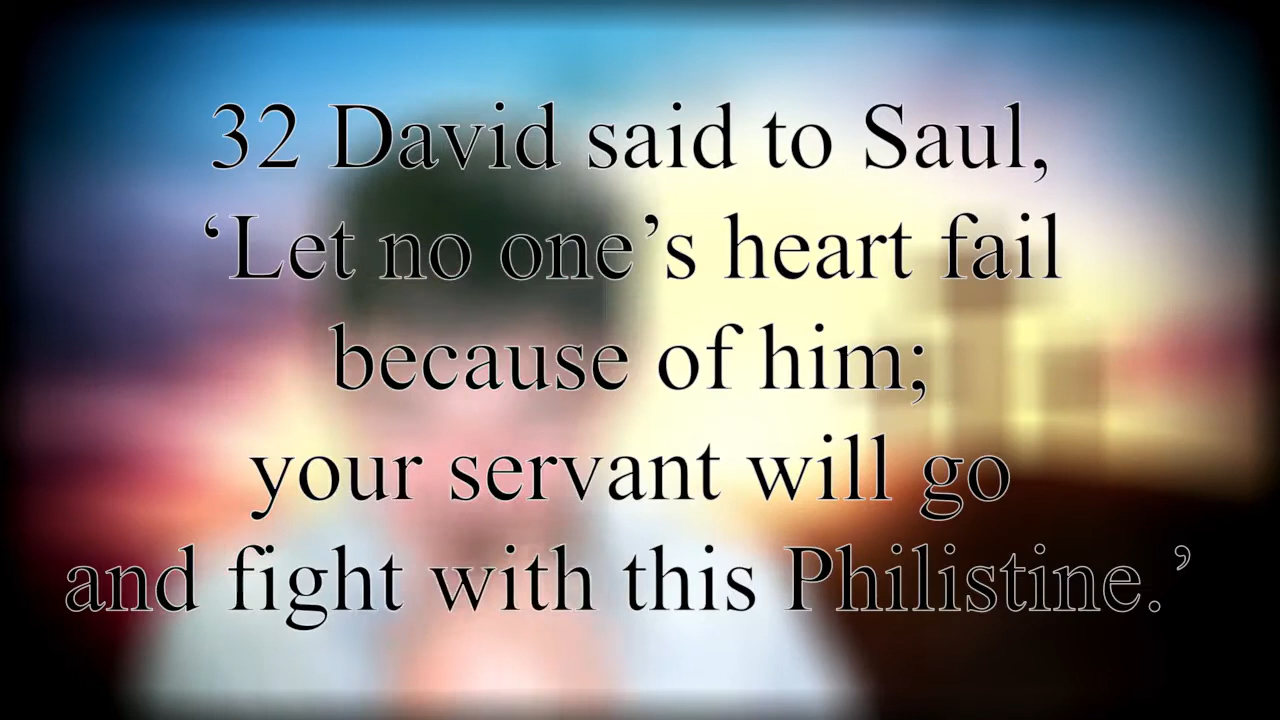 32 David said to Saul,
‘Let no one’s heart fail
because of him;
your servant will go
and fight with this Philistine.’